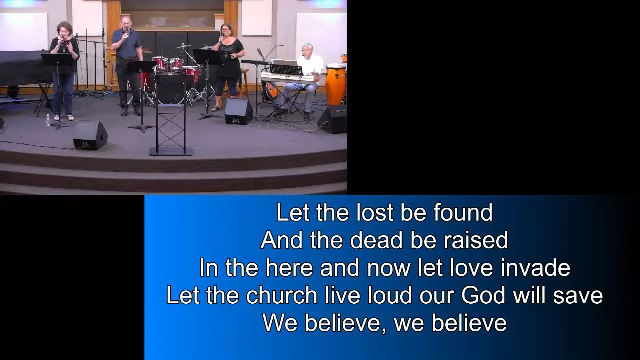 Let the lost be found
And the dead be raised
In the here and now let love invade
Let the church live loud our God will save
We believe, we believe